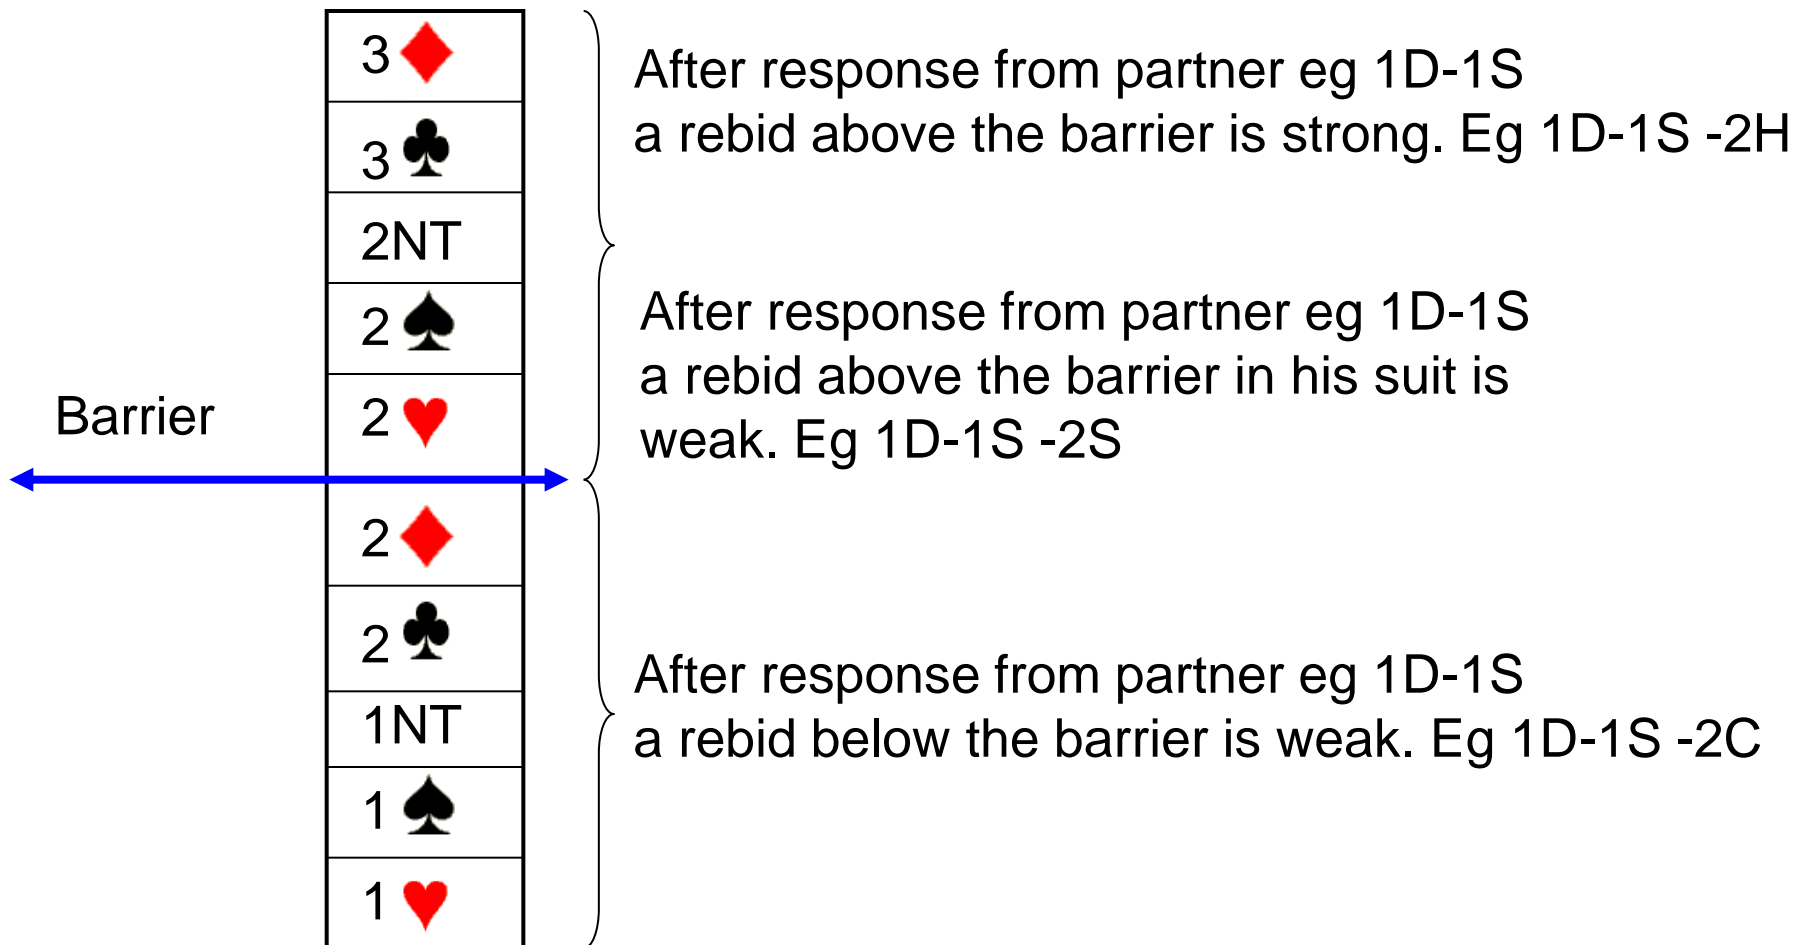 3♦
After response from partner eg 1D-1S
a rebid above the barrier is strong. Eg 1D-1S -2H
3♣
2NT
2♠
After response from partner eg 1D-1S
a rebid above the barrier in his suit is
weak. Eg 1D-1S -2S
Barrier
2♥
2♦
2♣
After response from partner eg 1D-1S
a rebid below the barrier is weak. Eg 1D-1S -2C
1NT
1♠
1♥